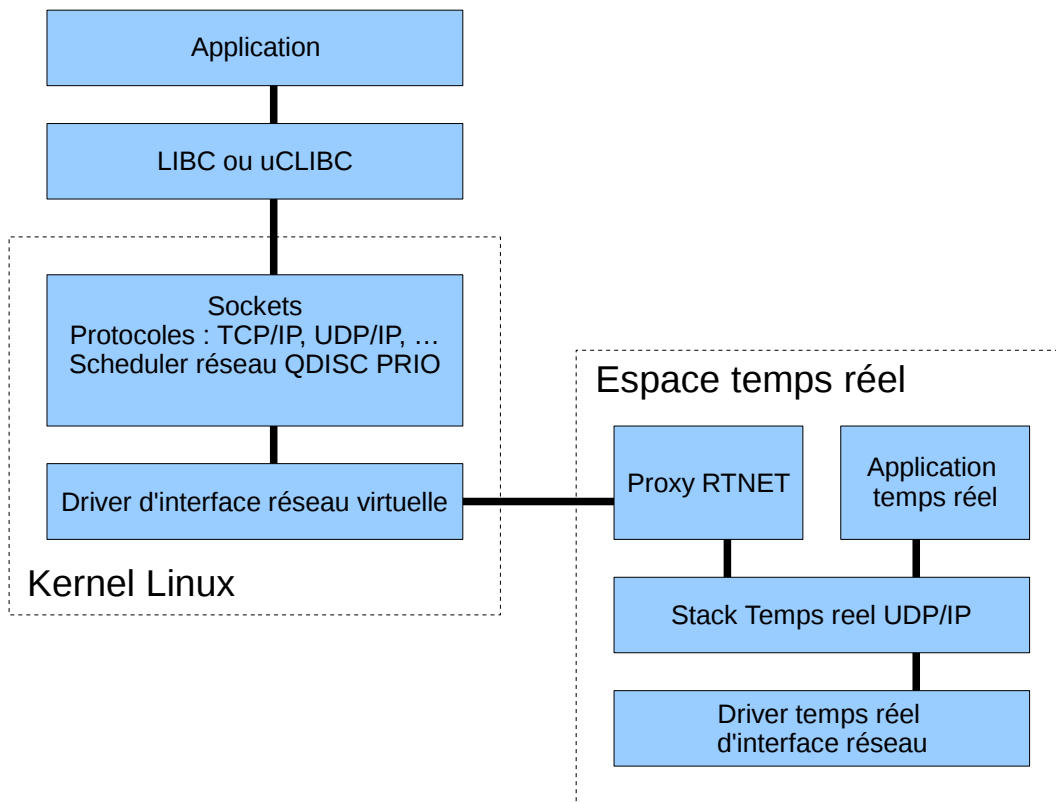 Application
LIBC ou uCLIBC
Sockets
Protocoles : TCP/IP, UDP/IP, …
Scheduler réseau QDISC PRIO
Driver d'interface réseau virtuelle
Kernel Linux
Espace temps réel
Proxy RTNET
Application
temps réel
Stack Temps reel UDP/IP
Driver temps réel
d'interface réseau